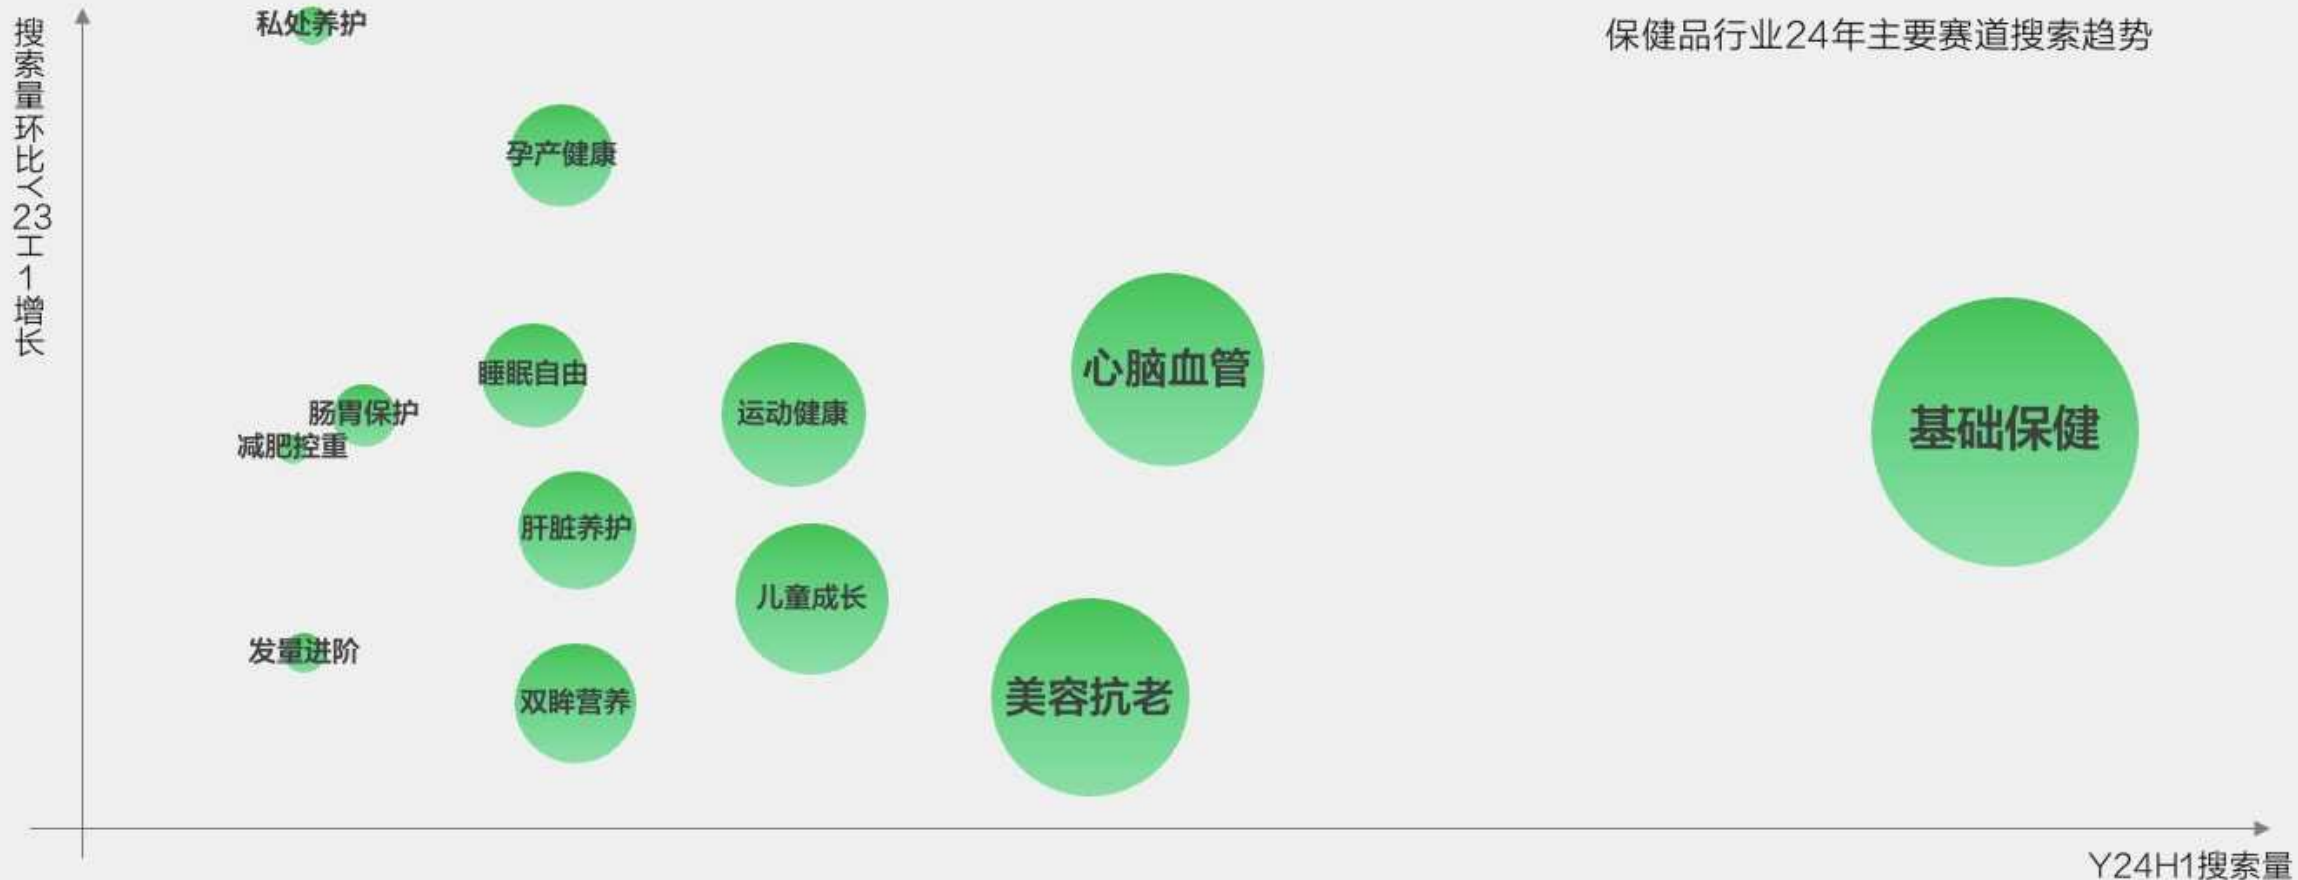 保健品行业24年主要赛道搜索趋势
搜索量环比Y23H1增长
私处养护
孕产健康
心脑血管
睡眠自由
运动健康
肠胃保护
基础保健
减肥控重
肝脏养护
儿童成长
发量进阶
美容抗老
双眸营养
Y24H1搜索量